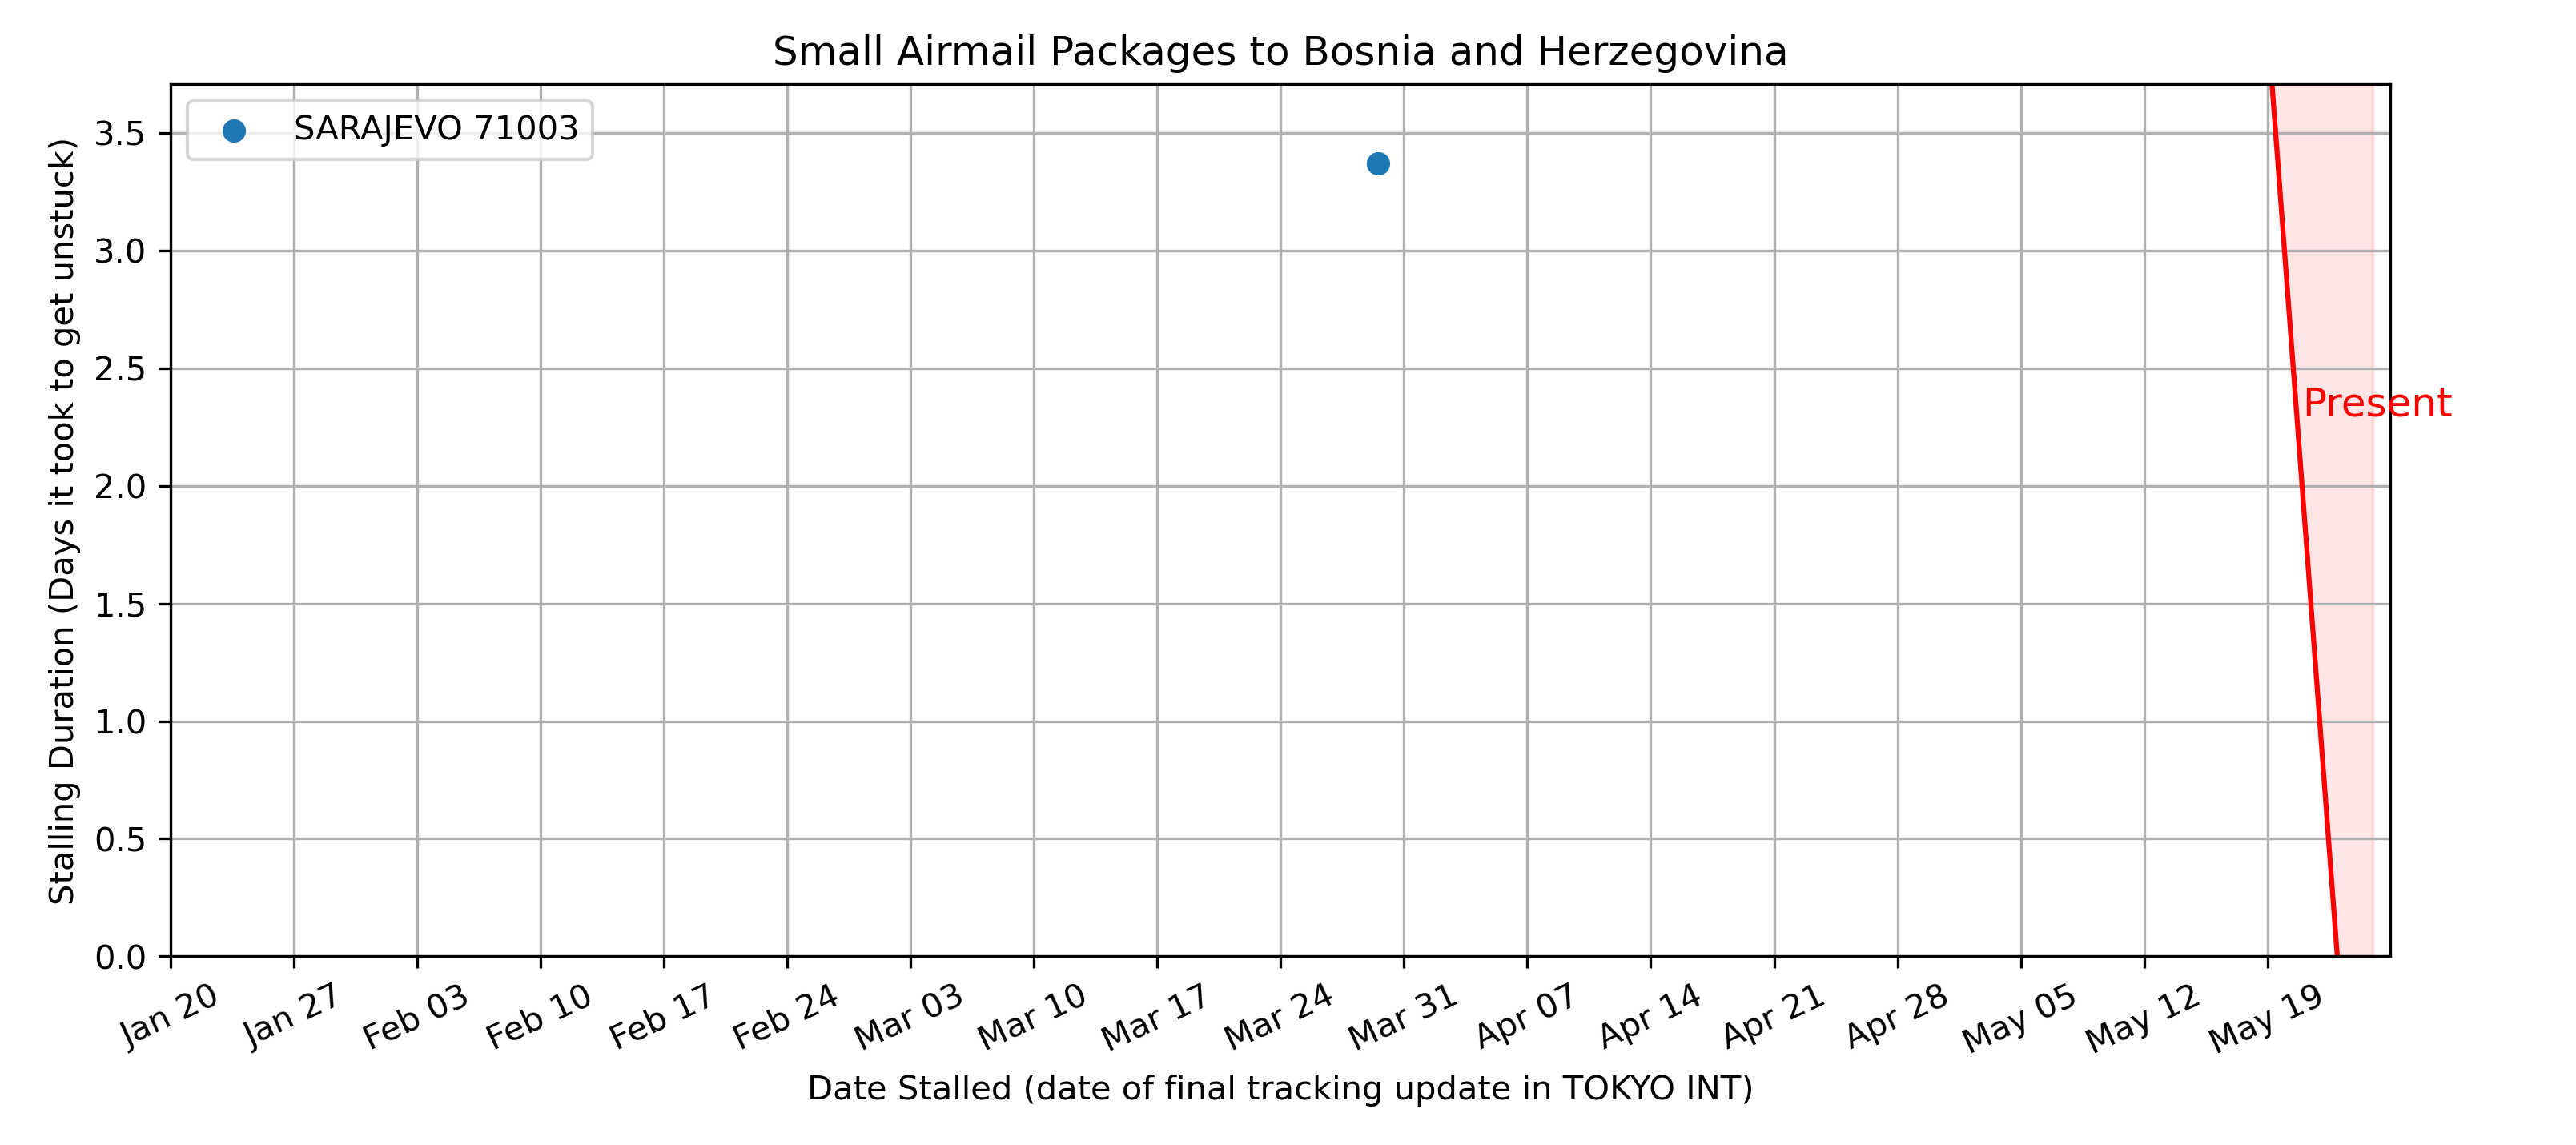 Small Airmail Packages to Bosnia and Herzegovina
SARAJEVO 71003
Stalling Duration (Days it took to get unstuck)
3.5
3.0
2.5
2.0
1.5
1.0
0.5
0.0
Present
Jan 20 Jan 27 Feb 03 Feb 10 Feb 17 Feb 24 Mar 03 Mar 10 Mar 17 Mar 24 Mar 31 Apr 07 Apr 14 Apr 21 Apr 28 May 05 May 12 May 19
Date Stalled (date of final tracking update in TOKYO INT)